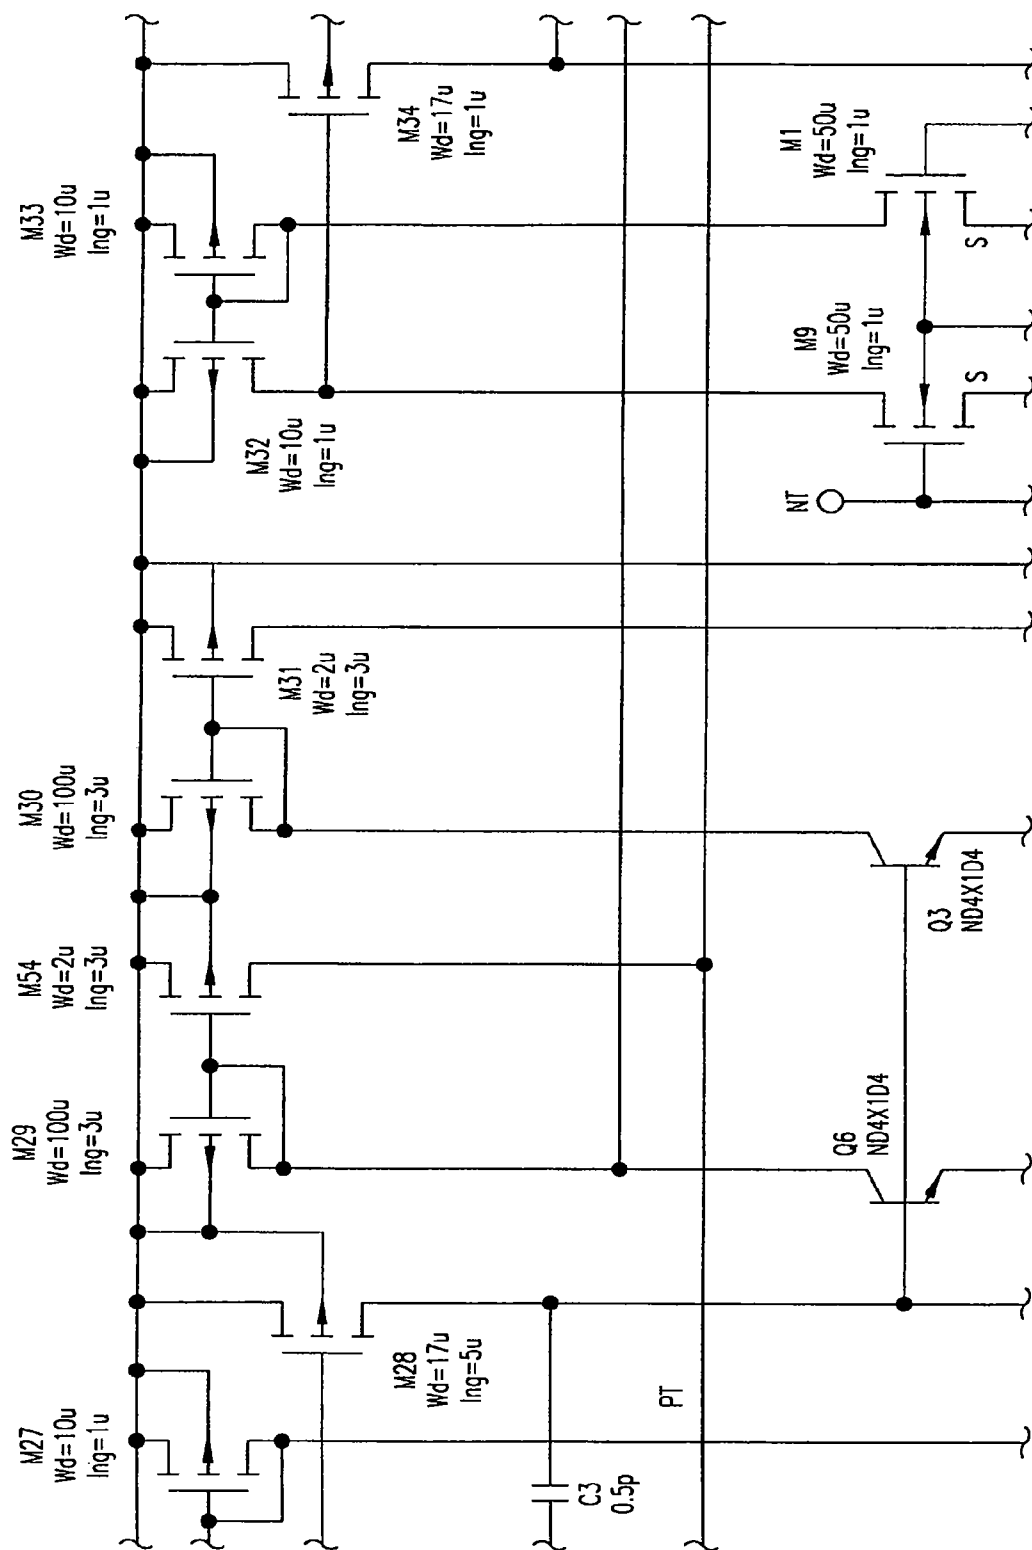 M27
Wd=10u
lng=1u
M29
Wd=100u
lng=3u
M54
Wd=2u
lng=3u
M30
Wd=100u
lng=3u
M33
Wd=10u
lng=1u
M28
Wd=17u
lng=5u
M31
Wd=2u
lng=3u
M32
Wd=10u
lng=1u
M34
Wd=17u
lng=1u
C3
0.5p
PT
Q6
ND4X1D4
Q3
ND4X1D4
NT
M9
Wd=50u
lng=1u
M1
Wd=50u
lng=1u
S
S